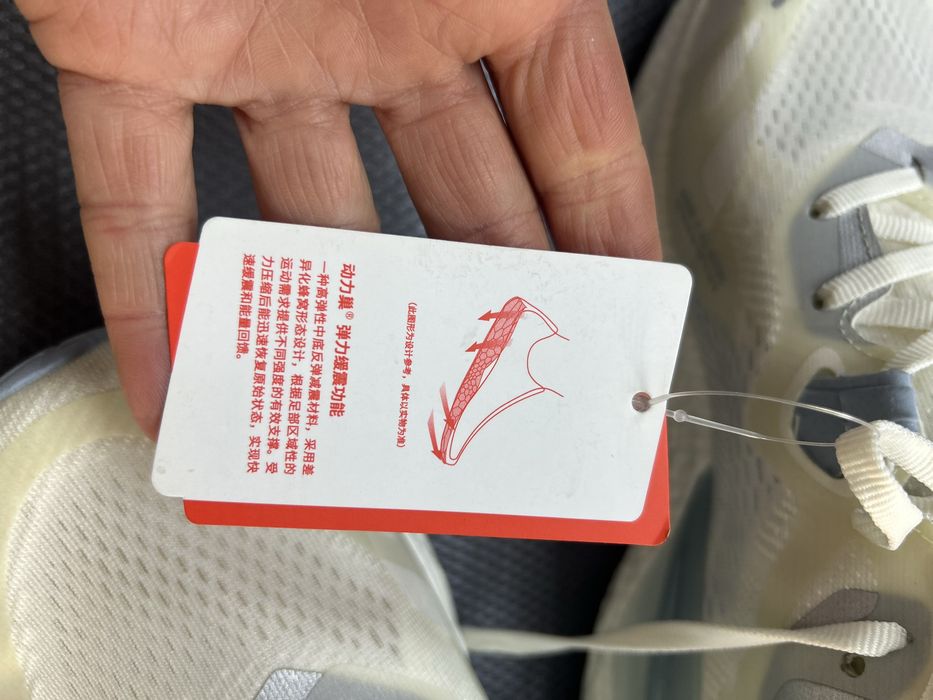 (此图形为设计参考，具体以实物为准)
动力巢® 弹力缓震功能
一种高弹性中底反弹减震材料，采用差
异化蜂窝形态设计，根据足部区域性的
运动需求提供不同强度的有效支撑。受
力压缩后能迅速恢复原始状态，实现快
速缓震和能量回馈。